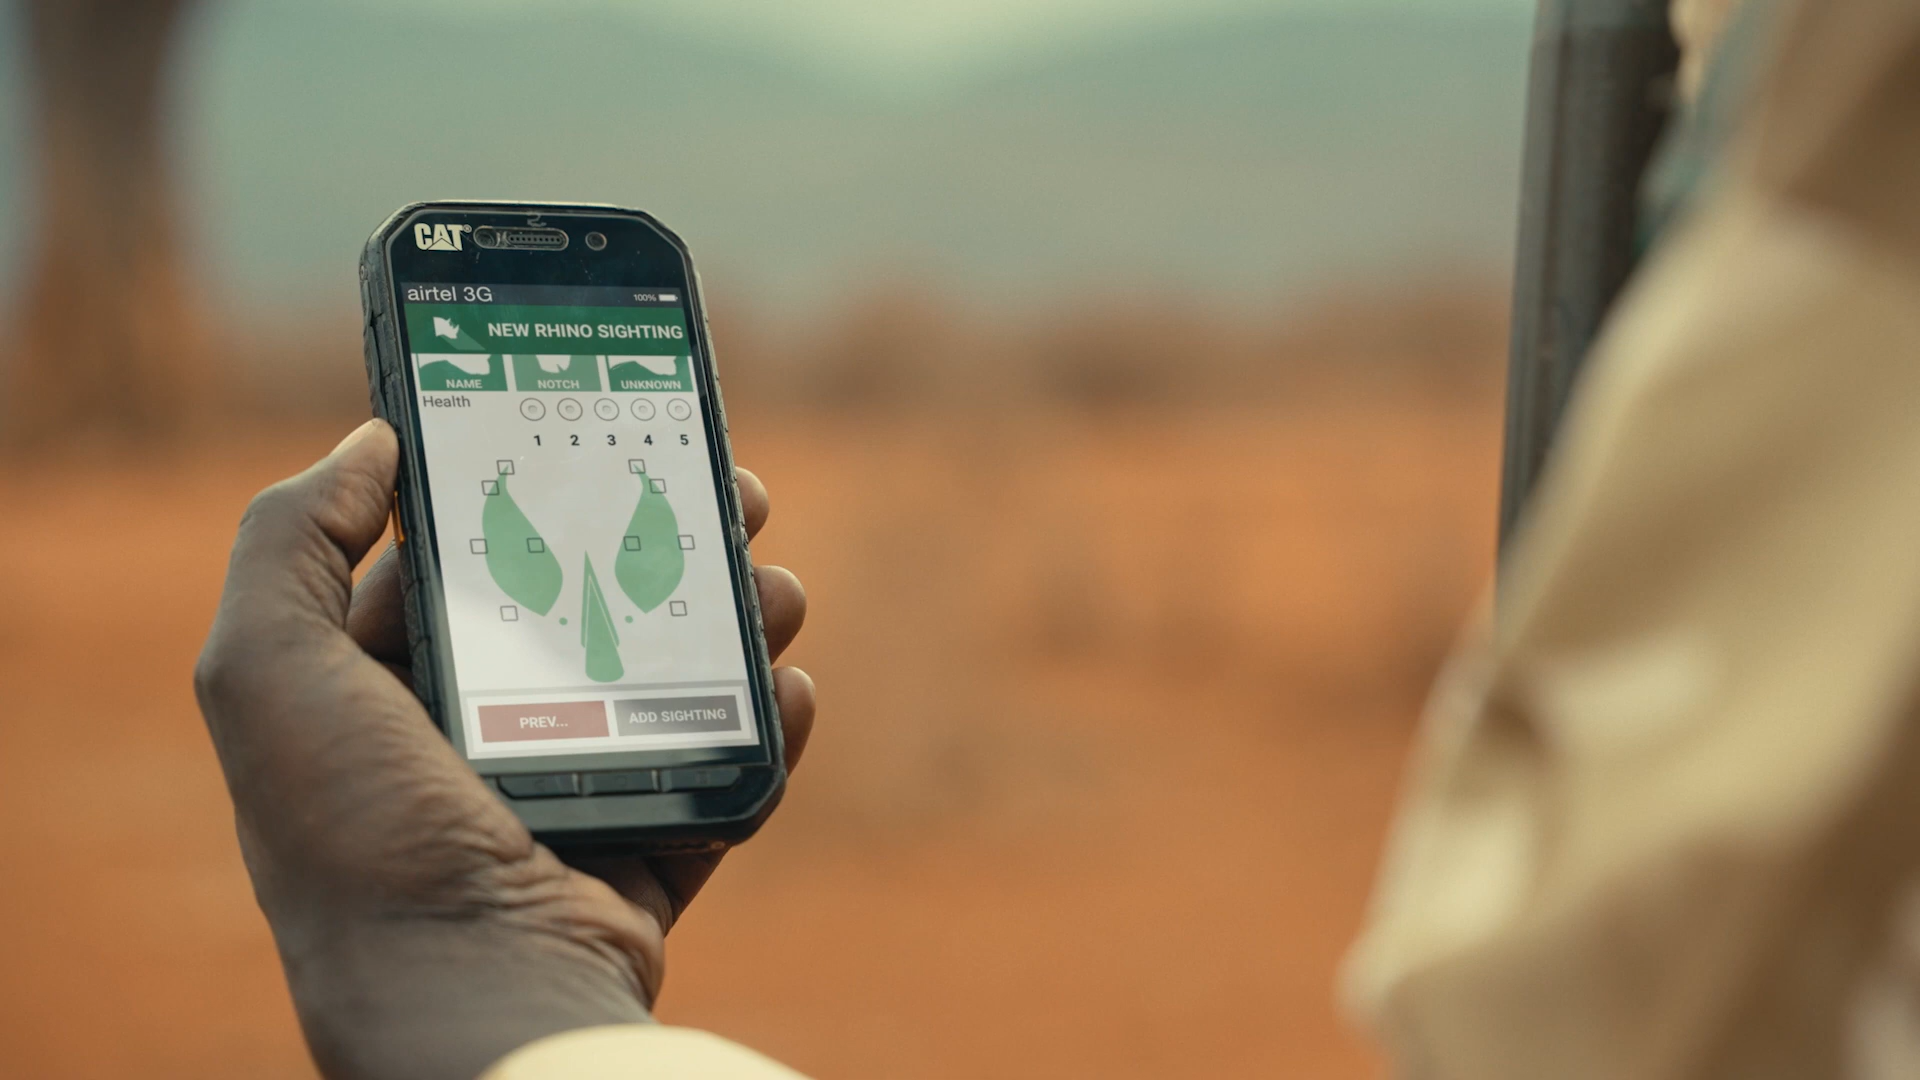 CAT®
airtel 3G 100%
NEW RHINO SIGHTING
NAME NOTCH UNKNOWN
Health
1 2 3 4 5
PREV... ADD SIGHTING